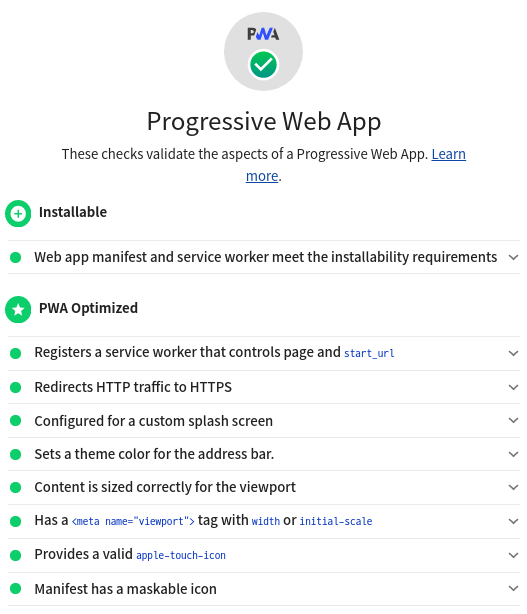 PWA
Progressive Web App
These checks validate the aspects of a Progressive Web App. Learn
more.
Installable
Web app manifest and service worker meet the installability requirements
PWA Optimized
Registers a service worker that controls page and start_url
Redirects HTTP traffic to HTTPS
Configured for a custom splash screen
Sets a theme color for the address bar.
Content is sized correctly for the viewport
Has a <meta name="viewport"> tag with width or initial-scale
Provides a valid apple-touch-icon
Manifest has a maskable icon